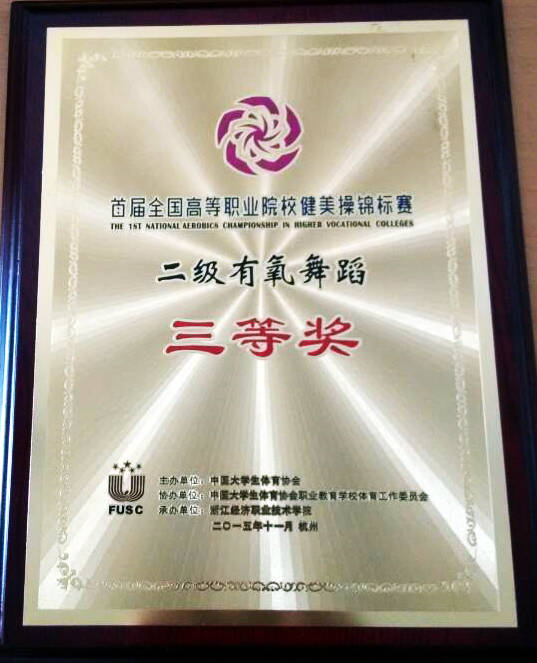 首届全国高等职业院校健美操锦标赛
THE 1ST NATIONAL AEROBICS CHAMPIONSHIP IN HIGHER VOCATIONAL COLLEGES
二级有氧舞蹈
三等奖
FUSC
主办单位：中国大学生体育协会
协办单位：中国大学生体育协会职业教育学校体育工作委员会
承办单位：浙江经济职业技术学院
二〇一五年十一月 杭州